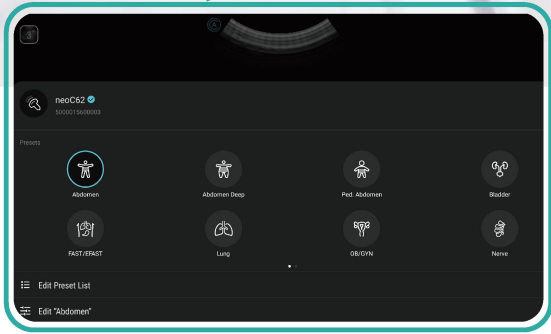 neoC62
5000015600003
Presets
Abdomen
Abdomen Deep
Ped. Abdomen
Bladder
FAST/EFAST
Lung
OB/GYN
Nerve
Edit Preset List
Edit "Abdomen"